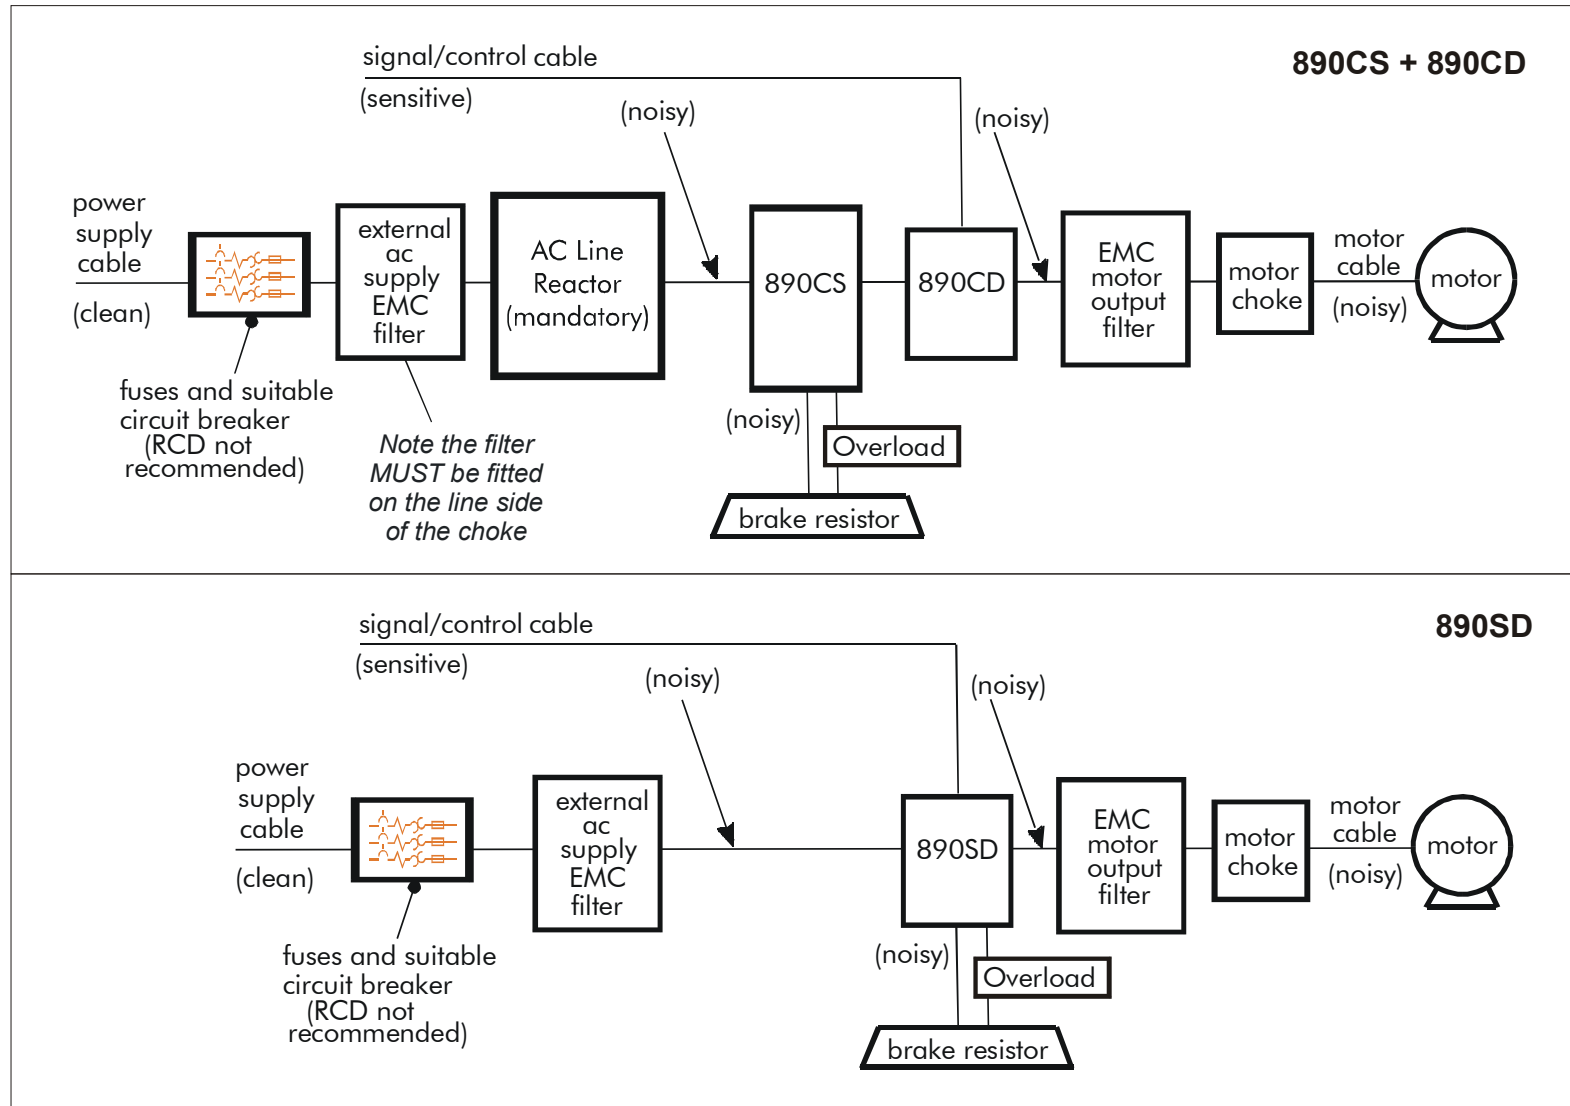 signal/control cable
(sensitive)
890CS + 890CD
(noisy)
(noisy)
power
supply
cable
(clean)
external
ac
supply
EMC
filter
AC Line
Reactor
(mandatory)
890CS
890CD
EMC
motor
output
filter
motor
choke
motor
cable
(noisy)
motor
fuses and suitable
circuit breaker
(RCD not
recommended)
Note the filter
MUST be fitted
on the line side
of the choke
(noisy)
Overload
brake resistor
signal/control cable
(sensitive)
890SD
(noisy)
(noisy)
power
supply
cable
(clean)
external
ac
supply
EMC
filter
890SD
EMC
motor
output
filter
motor
choke
motor
cable
(noisy)
motor
fuses and suitable
circuit breaker
(RCD not
recommended)
(noisy)
Overload
brake resistor